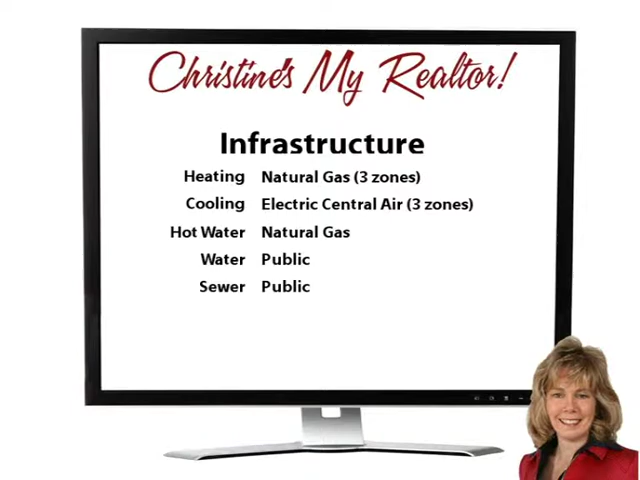 Christine's My Realtor!
Infrastructure
Heating Natural Gas (3 zones)
Cooling Electric Central Air (3 zones)
Hot Water Natural Gas
Water Public
Sewer Public